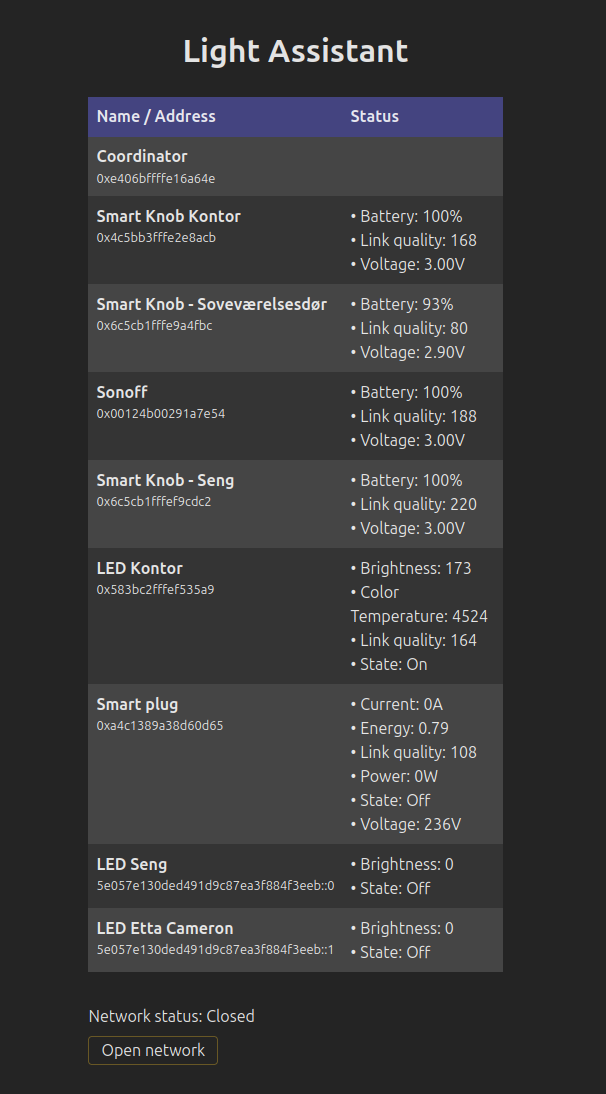 Light Assistant
Name / Address Status
Coordinator
0xe406bffffe16a64e
Smart Knob Kontor
0x4c5bb3fffe2e8acb
• Battery: 100%
• Link quality: 168
• Voltage: 3.00V
Smart Knob - Soveværelsesdør
0x6c5cb1fffe9a4fbc
• Battery: 93%
• Link quality: 80
• Voltage: 2.90V
Sonoff
0x00124b00291a7e54
• Battery: 100%
• Link quality: 188
• Voltage: 3.00V
Smart Knob - Seng
0x6c5cb1fffef9cdc2
• Battery: 100%
• Link quality: 220
• Voltage: 3.00V
LED Kontor
0x583bc2fffef535a9
• Brightness: 173
• Color
Temperature: 4524
• Link quality: 164
• State: On
Smart plug
0xa4c1389a38d60d65
• Current: 0A
• Energy: 0.79
• Link quality: 108
• Power: 0W
• State: Off
• Voltage: 236V
LED Seng
5e057e130ded491d9c87ea3f884f3eeb::0
• Brightness: 0
• State: Off
LED Etta Cameron
5e057e130ded491d9c87ea3f884f3eeb::1
• Brightness: 0
• State: Off
Network status: Closed
Open network